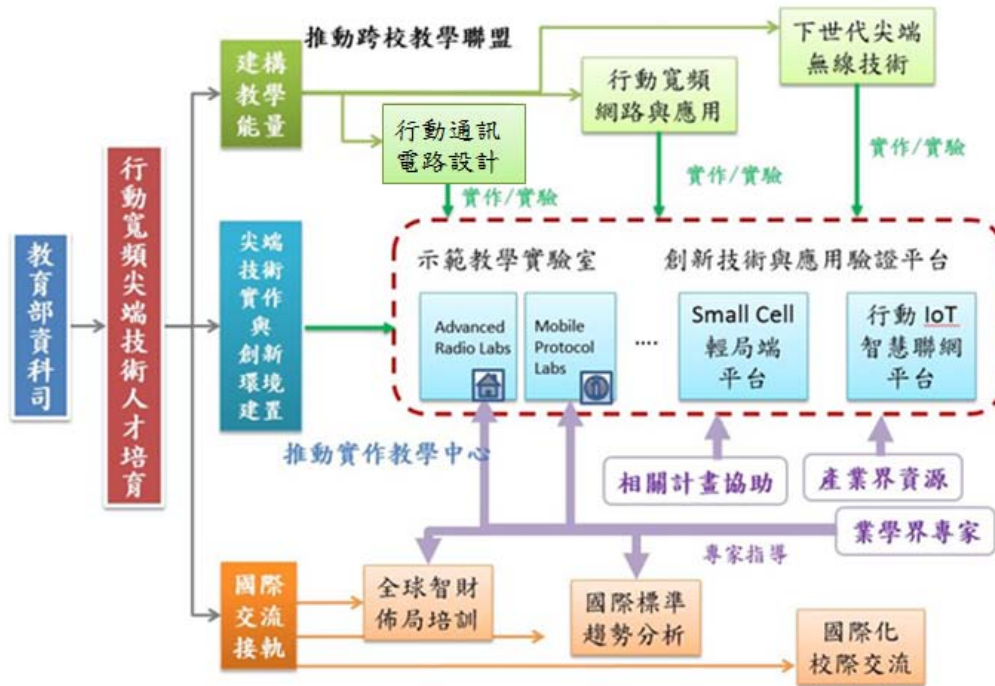 推動跨校教學聯盟
建構
教學
能量
下世代尖端
無線技術
行動寬頻
網路與應用
行動通訊
電路設計
實作/實驗
實作/實驗
實作/實驗
教育部資科司
行動寬頻尖端技術人才培育
尖端
技術
實作
與
創新
環境
建置
示範教學實驗室
創新技術與應用驗證平台
Advanced
Radio Labs
Mobile
Protocol
Labs
....
Small Cell
輕局端
平台
行動 IoT
智慧聯網
平台
推動實作教學中心
相關計畫協助
產業界資源
業學界專家
專家指導
國際
交流
接軌
全球智財
佈局培訓
國際標準
趨勢分析
國際化
校際交流